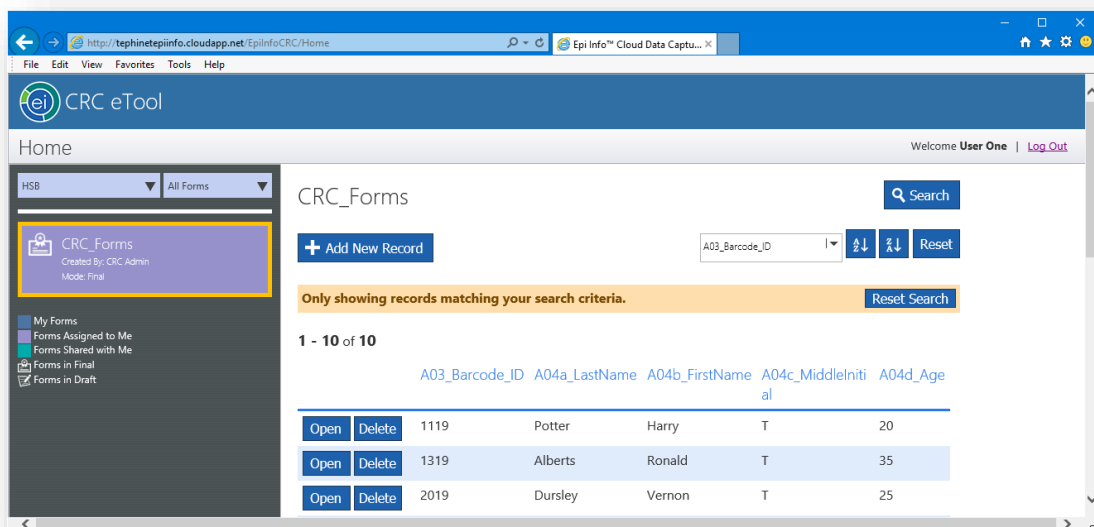 http://tephinetepiinfo.cloudapp.net/EpiInfoCRC/Home
Epi Info™ Cloud Data Captu...
File Edit View Favorites Tools Help
ei CRC eTool
Home
Welcome User One | Log Out
HSB All Forms
CRC_Forms
Created By: CRC Admin
Mode: Final
My Forms
Forms Assigned to Me
Forms Shared with Me
Forms in Final
Forms in Draft
CRC_Forms
Search
Add New Record
A03_Barcode_ID
Reset
Only showing records matching your search criteria.
Reset Search
1 - 10 of 10
A03_Barcode_ID A04a_LastName A04b_FirstName A04c_MiddleIniti A04d_Age
al
Open Delete 1119 Potter Harry T 20
Open Delete 1319 Alberts Ronald T 35
Open Delete 2019 Dursley Vernon T 25